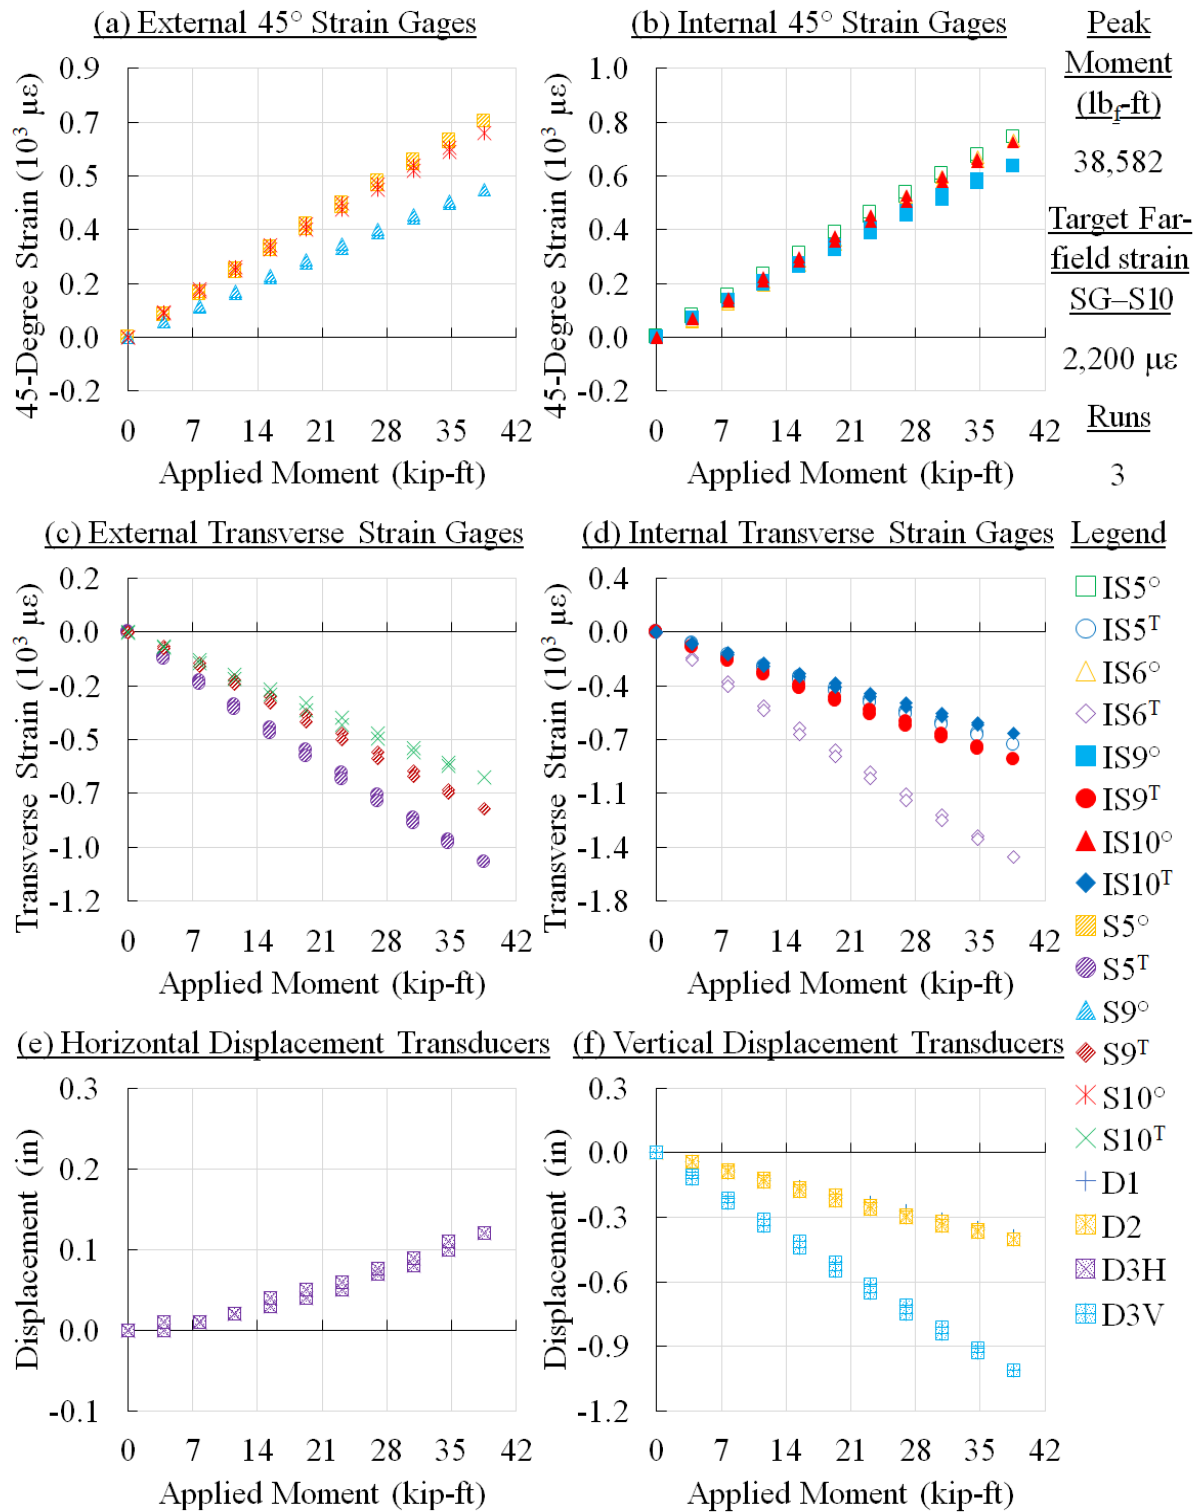 (a) External 45° Strain Gages
(b) Internal 45° Strain Gages
Peak
Moment
(lb_f-ft)
38,582
Target Far-
field strain
SG–S10
2,200 με
Runs
3
45-Degree Strain (10³ με)
0.9
0.7
0.5
0.4
0.2
0.0
-0.2
0 7 14 21 28 35 42
Applied Moment (kip-ft)
45-Degree Strain (10³ με)
1.0
0.8
0.6
0.4
0.2
0.0
-0.2
0 7 14 21 28 35 42
Applied Moment (kip-ft)
(c) External Transverse Strain Gages
Transverse Strain (10³ με)
0.2
0.0
-0.2
-0.5
-0.7
-1.0
-1.2
0 7 14 21 28 35 42
Applied Moment (kip-ft)
(d) Internal Transverse Strain Gages
Transverse Strain (10³ με)
0.4
0.0
-0.4
-0.7
-1.1
-1.4
-1.8
0 7 14 21 28 35 42
Applied Moment (kip-ft)
Legend
IS5°
IS5ᵀ
IS6°
IS6ᵀ
IS9°
IS9ᵀ
IS10°
IS10ᵀ
S5°
S5ᵀ
S9°
S9ᵀ
S10°
S10ᵀ
D1
D2
D3H
D3V
(e) Horizontal Displacement Transducers
Displacement (in)
0.3
0.2
0.1
0.0
-0.1
0 7 14 21 28 35 42
Applied Moment (kip-ft)
(f) Vertical Displacement Transducers
Displacement (in)
0.3
0.0
-0.3
-0.6
-0.9
-1.2
0 7 14 21 28 35 42
Applied Moment (kip-ft)